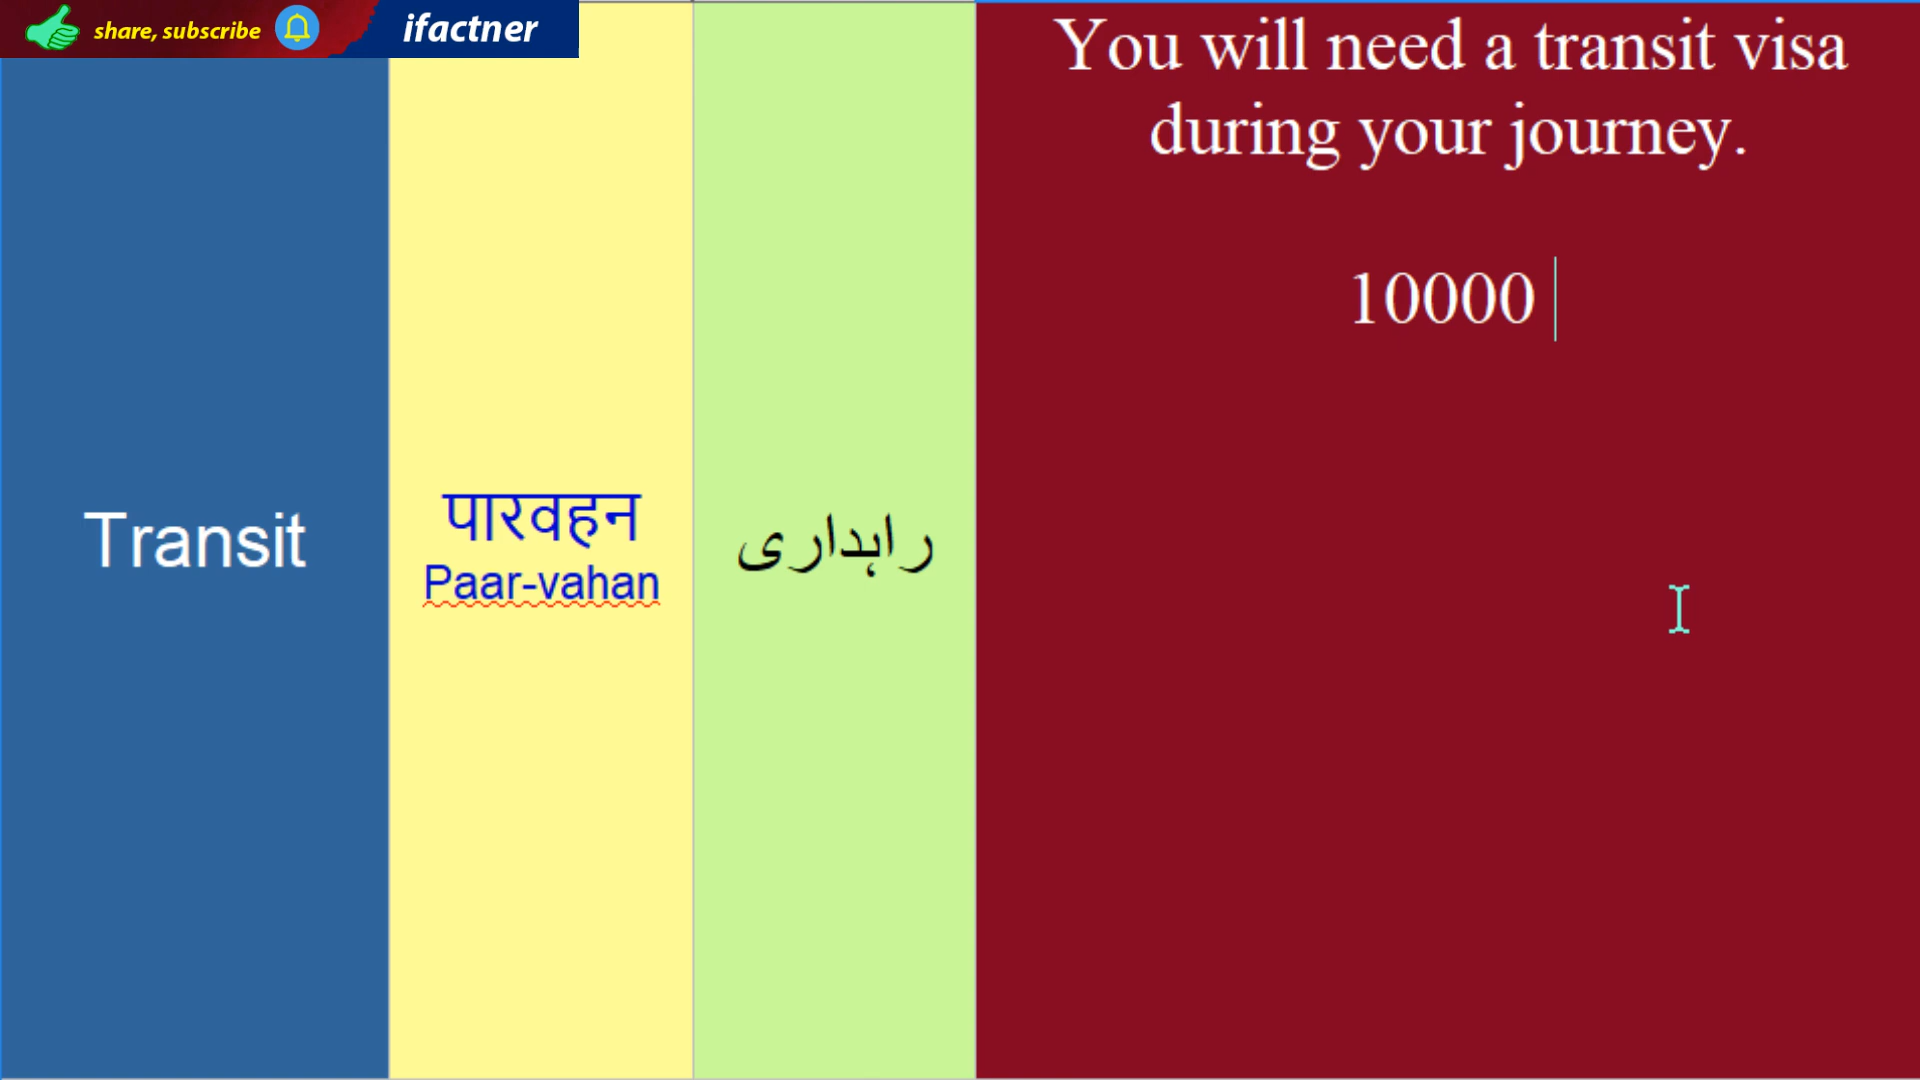 share, subscribe
ifactner
You will need a transit visa
during your journey.
10000
Transit
पारवहन
Paar-vahan
راہداری